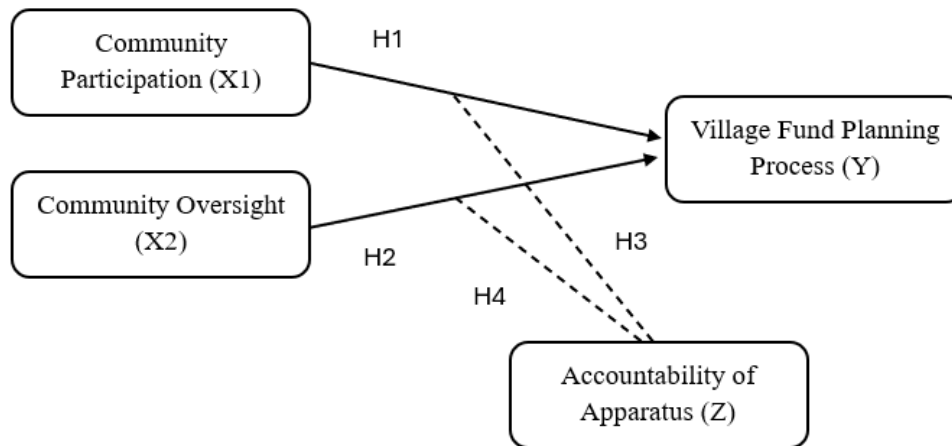 Community
Participation (X1)
H1
Village Fund Planning
Process (Y)
Community Oversight
(X2)
H2
H3
H4
Accountability of
Apparatus (Z)